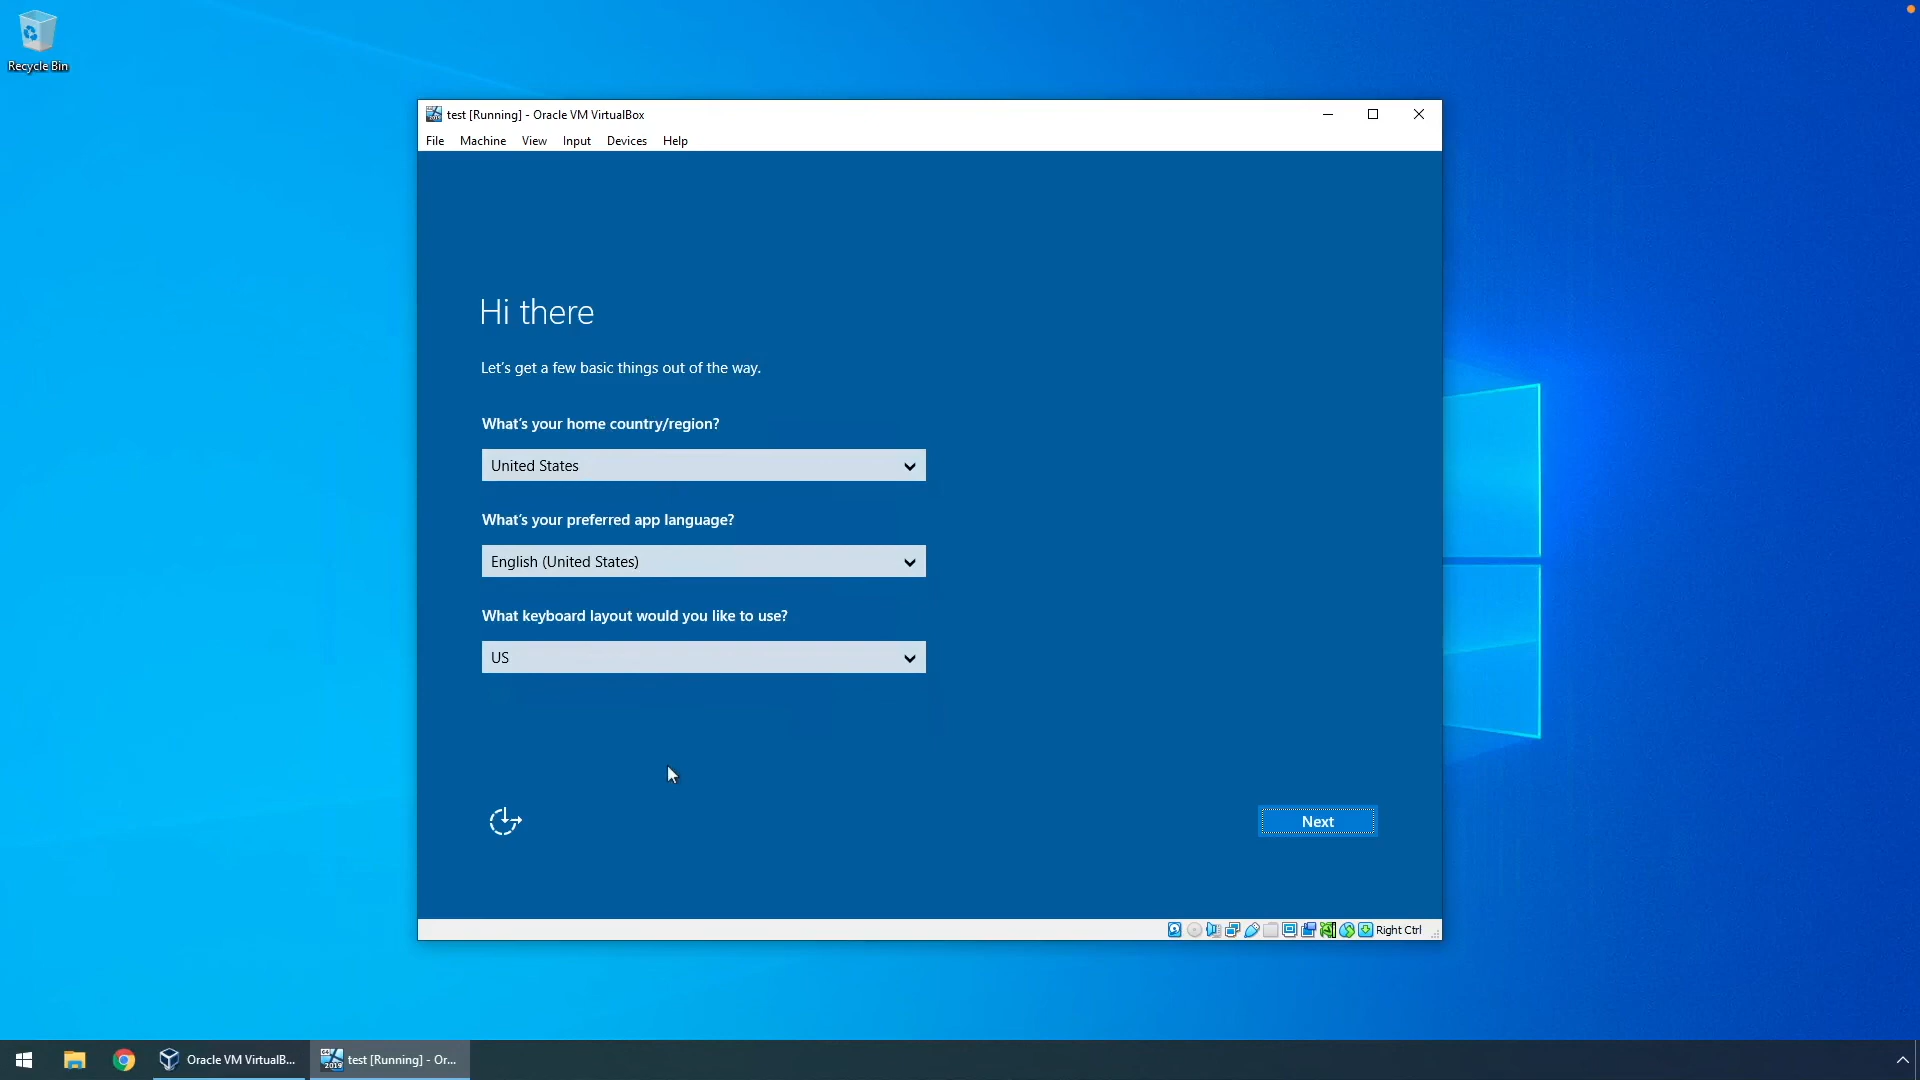 Recycle Bin
test [Running] - Oracle VM VirtualBox
File Machine View Input Devices Help
Hi there
Let's get a few basic things out of the way.
What's your home country/region?
United States
What's your preferred app language?
English (United States)
What keyboard layout would you like to use?
US
Next
Right Ctrl
Oracle VM VirtualB...
test [Running] - Or...
64
2019